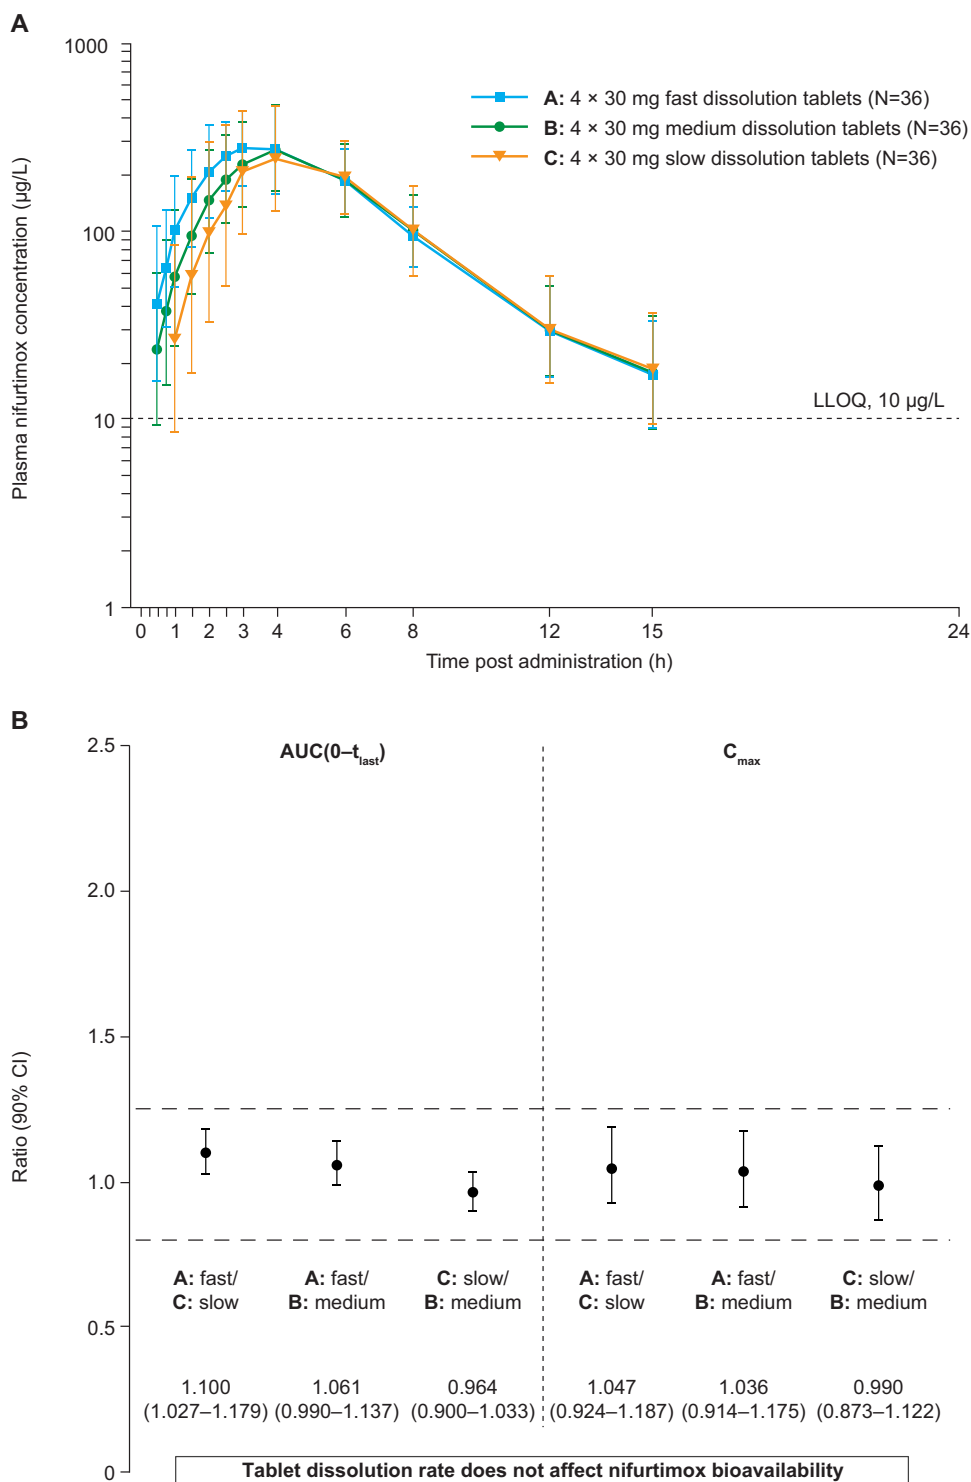 A
Plasma nifurtimox concentration (µg/L)
1000
100
10
1
A: 4 × 30 mg fast dissolution tablets (N=36)
B: 4 × 30 mg medium dissolution tablets (N=36)
C: 4 × 30 mg slow dissolution tablets (N=36)
LLOQ, 10 µg/L
0 1 2 3 4 6 8 12 15 24
Time post administration (h)
B
Ratio (90% CI)
2.5
2.0
1.5
1.0
0.5
0
AUC(0–tlast)
Cmax
A: fast/
C: slow
A: fast/
B: medium
C: slow/
B: medium
A: fast/
C: slow
A: fast/
B: medium
C: slow/
B: medium
1.100
(1.027–1.179)
1.061
(0.990–1.137)
0.964
(0.900–1.033)
1.047
(0.924–1.187)
1.036
(0.914–1.175)
0.990
(0.873–1.122)
Tablet dissolution rate does not affect nifurtimox bioavailability